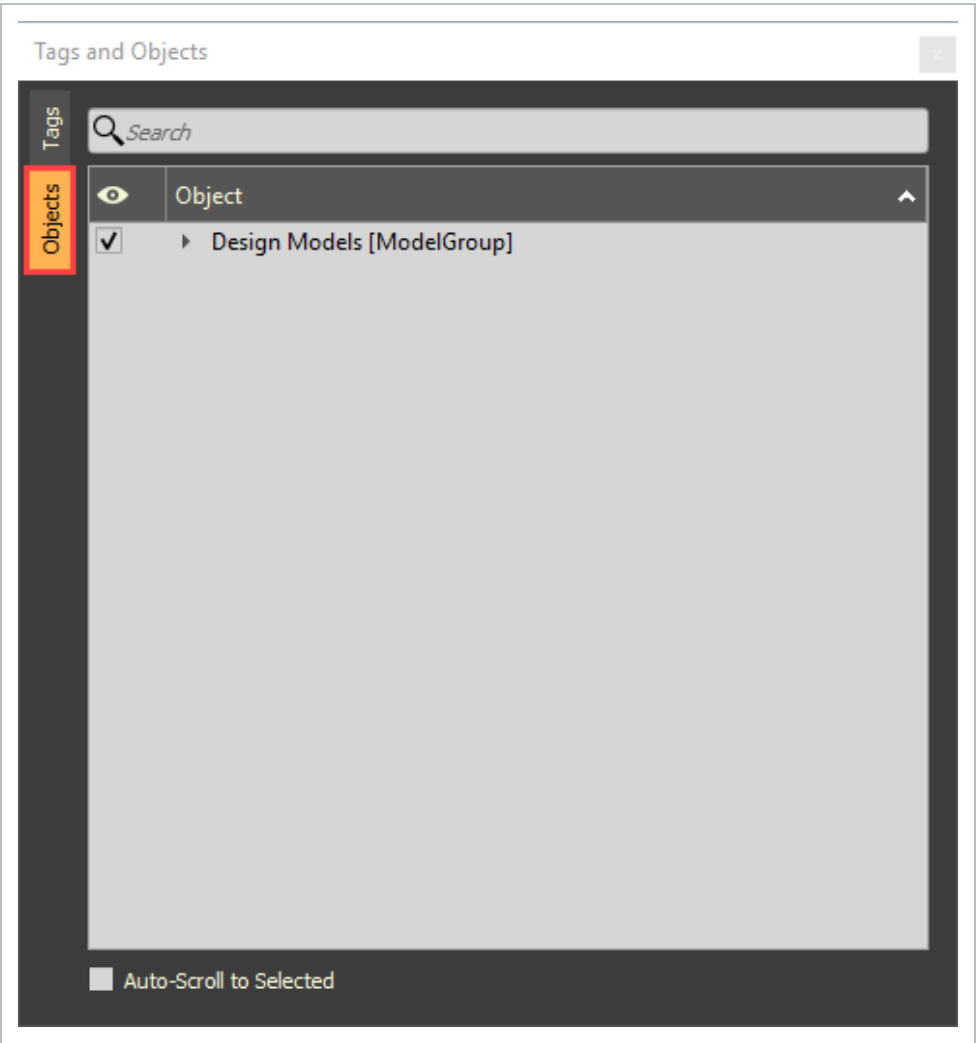 Tags and Objects
x
Tags
Search
Objects
Object
Design Models [ModelGroup]
Auto-Scroll to Selected